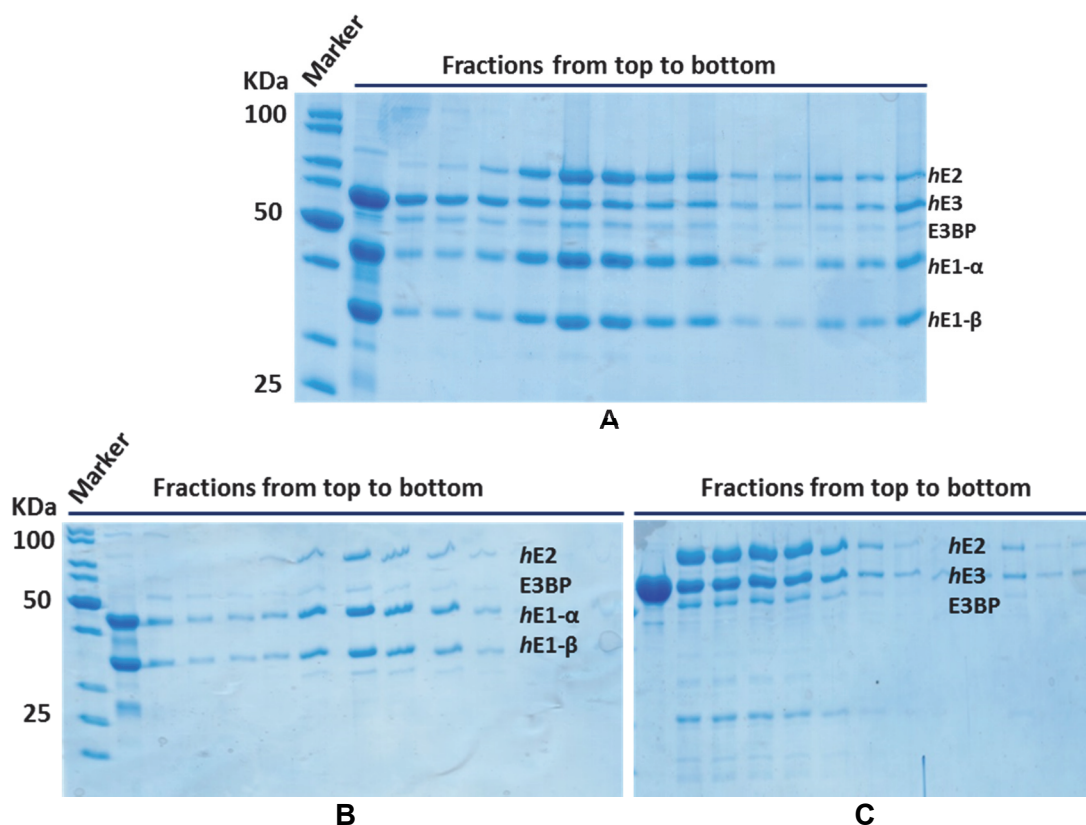 Marker
Fractions from top to bottom
KDa
100
50
25
hE2
hE3
E3BP
hE1-α
hE1-β
A
Marker
Fractions from top to bottom
KDa
100
50
25
hE2
E3BP
hE1-α
hE1-β
B
Fractions from top to bottom
hE2
hE3
E3BP
C